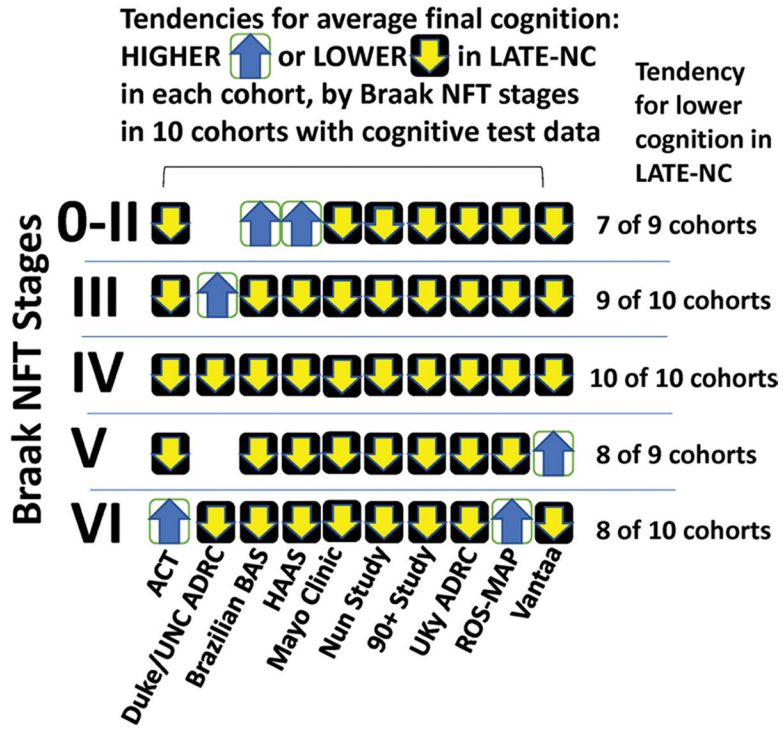 Tendencies for average final cognition:
HIGHER or LOWER in LATE-NC
in each cohort, by Braak NFT stages
in 10 cohorts with cognitive test data
Tendency
for lower
cognition in
LATE-NC
Braak NFT Stages
0-II
7 of 9 cohorts
III
9 of 10 cohorts
IV
10 of 10 cohorts
V
8 of 9 cohorts
VI
8 of 10 cohorts
ACT
Duke/UNC ADRC
Brazilian BAS
HAAS
Mayo Clinic
Nun Study
90+ Study
UKy ADRC
ROS-MAP
Vantaa